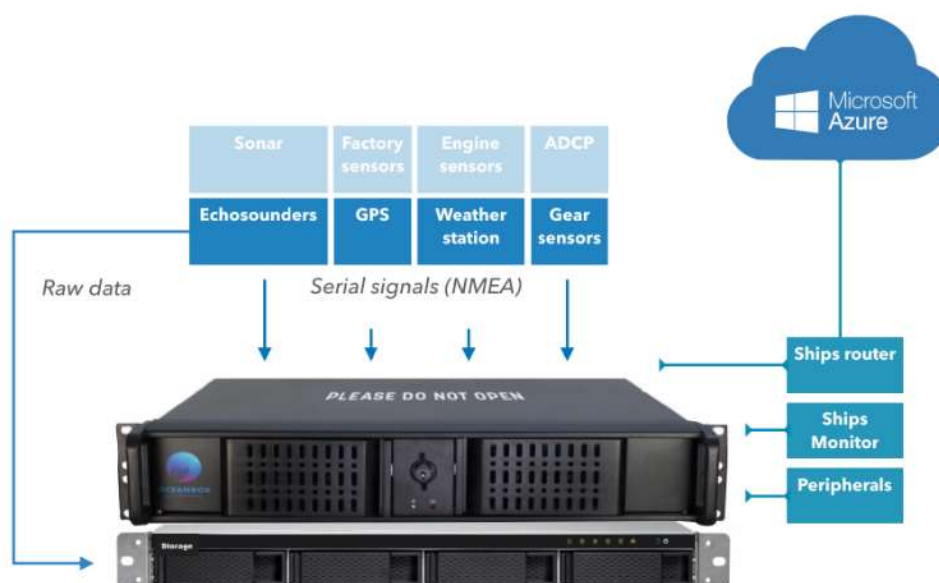 Microsoft
Azure
Sonar
Factory
sensors
Engine
sensors
ADCP
Echosounders
GPS
Weather
station
Gear
sensors
Raw data
Serial signals (NMEA)
Ships router
PLEASE DO NOT OPEN
Ships
Monitor
OCEANBOX
Peripherals
Storage